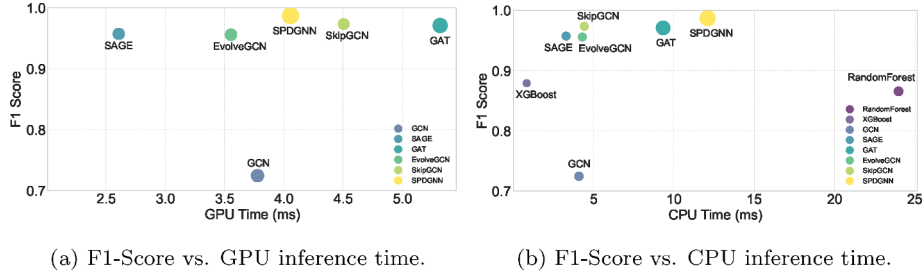 1.0
0.9
0.8
0.7
F1 Score
SAGE
EvolveGCN
SPDGNN
SkipGCN
GAT
GCN
GCN
SAGE
GAT
EvolveGCN
SkipGCN
SPDGNN
2.5
3.0
3.5
4.0
4.5
5.0
GPU Time (ms)
(a) F1-Score vs. GPU inference time.
1.0
0.9
0.8
0.7
F1 Score
SkipGCN
SAGE
EvolveGCN
GAT
SPDGNN
XGBoost
RandomForest
GCN
RandomForest
XGBoost
GCN
SAGE
GAT
EvolveGCN
SkipGCN
SPDGNN
5
10
15
20
25
CPU Time (ms)
(b) F1-Score vs. CPU inference time.